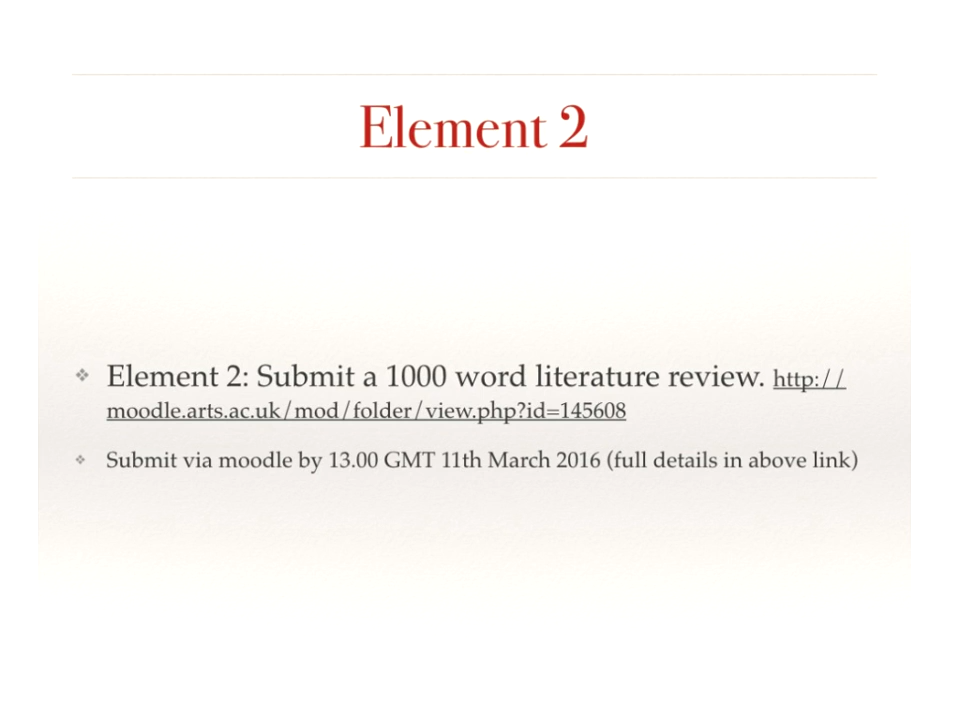 Element 2
Element 2: Submit a 1000 word literature review. http://
moodle.arts.ac.uk/mod/folder/view.php?id=145608
Submit via moodle by 13.00 GMT 11th March 2016 (full details in above link)